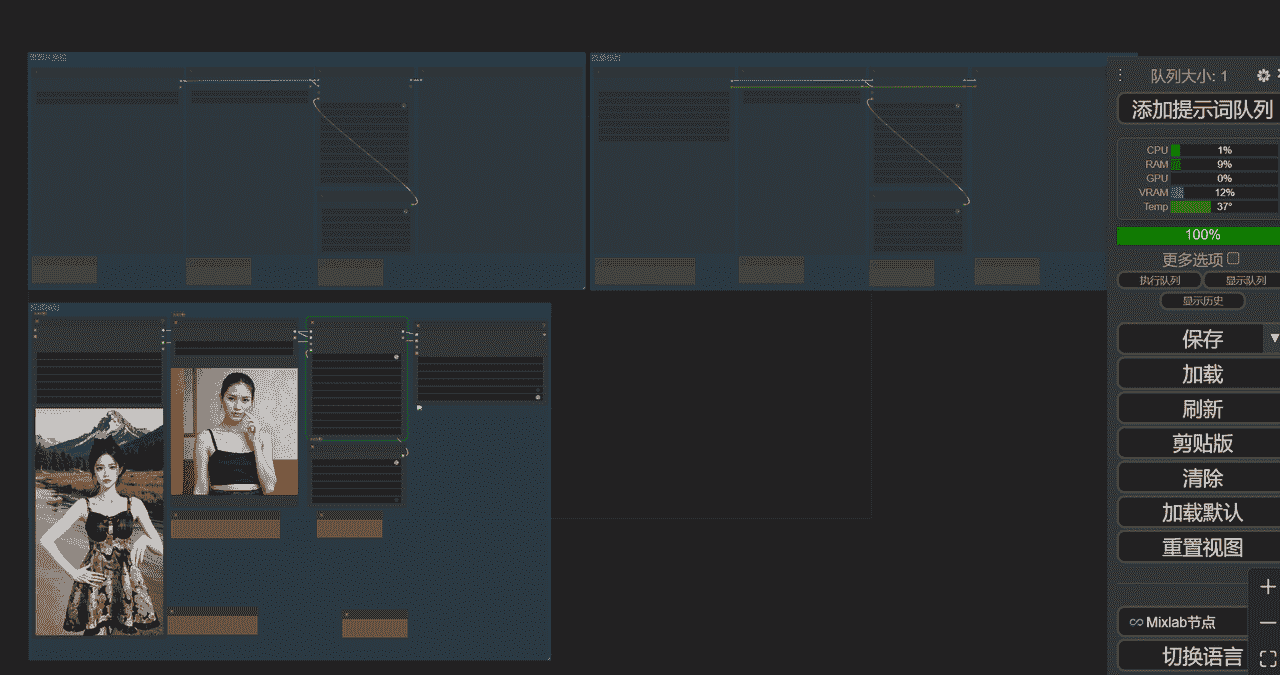 队列大小: 1
添加提示词队列
CPU 1%
RAM 9%
GPU 0%
VRAM 12%
Temp 37°
100%
更多选项
执行队列 显示队列
显示历史
保存
加载
刷新
剪贴版
清除
加载默认
重置视图
Mixlab节点
切换语言